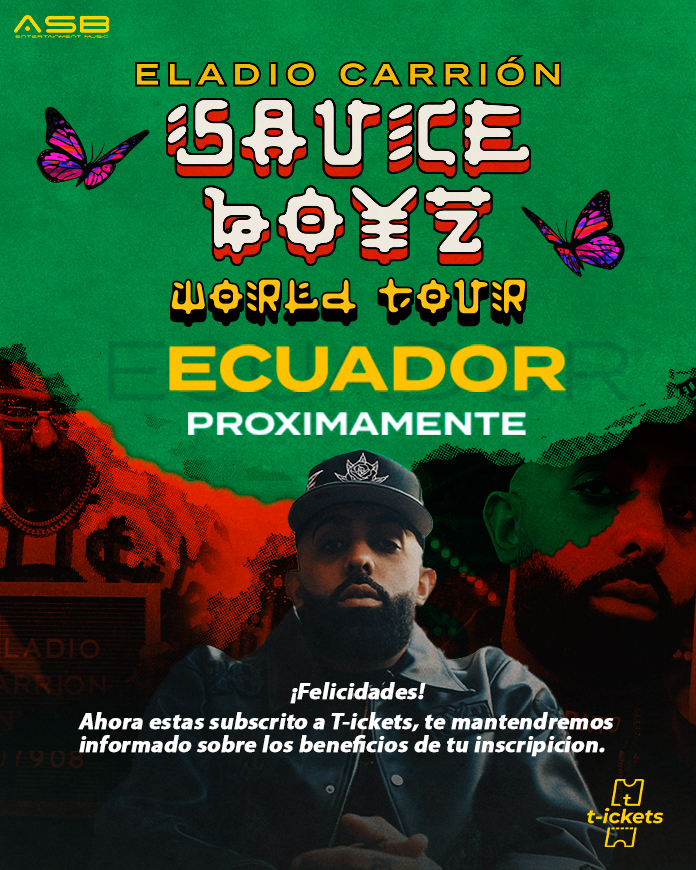 ASB
ENTERTAINMENT MUSIC
ELADIO CARRIÓN
SAUCE
BOYZ
WORLD TOUR
ECUADOR
PROXIMAMENTE
ELADIO
CARRION
1908
¡Felicidades!
Ahora estas subscrito a T-ickets, te mantendremos
informado sobre los beneficios de tu inscripicion.
t
t-ickets